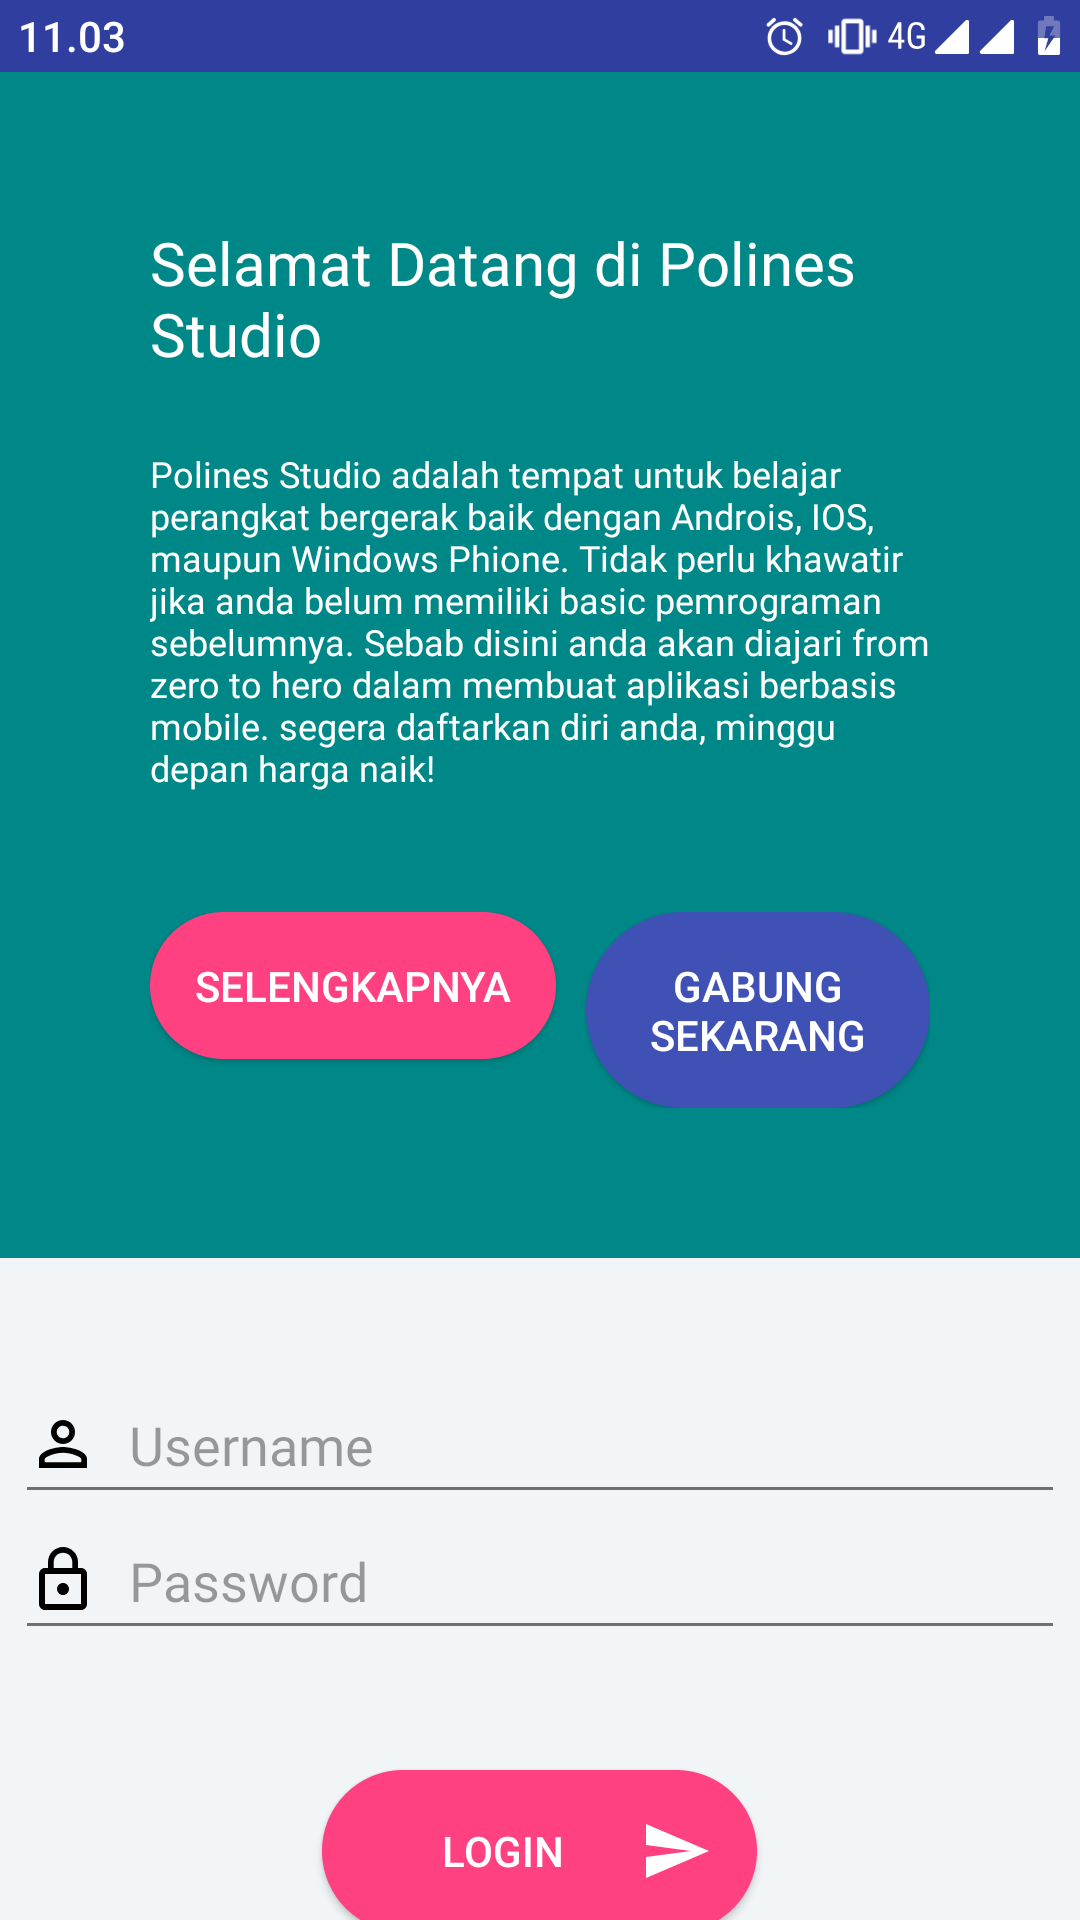 11.03
4G
Selamat Datang di Polines
Studio
Polines Studio adalah tempat untuk belajar
perangkat bergerak baik dengan Androis, IOS,
maupun Windows Phione. Tidak perlu khawatir
jika anda belum memiliki basic pemrograman
sebelumnya. Sebab disini anda akan diajari from
zero to hero dalam membuat aplikasi berbasis
mobile. segera daftarkan diri anda, minggu
depan harga naik!
SELENGKAPNYA
GABUNG
SEKARANG
Username
Password
LOGIN